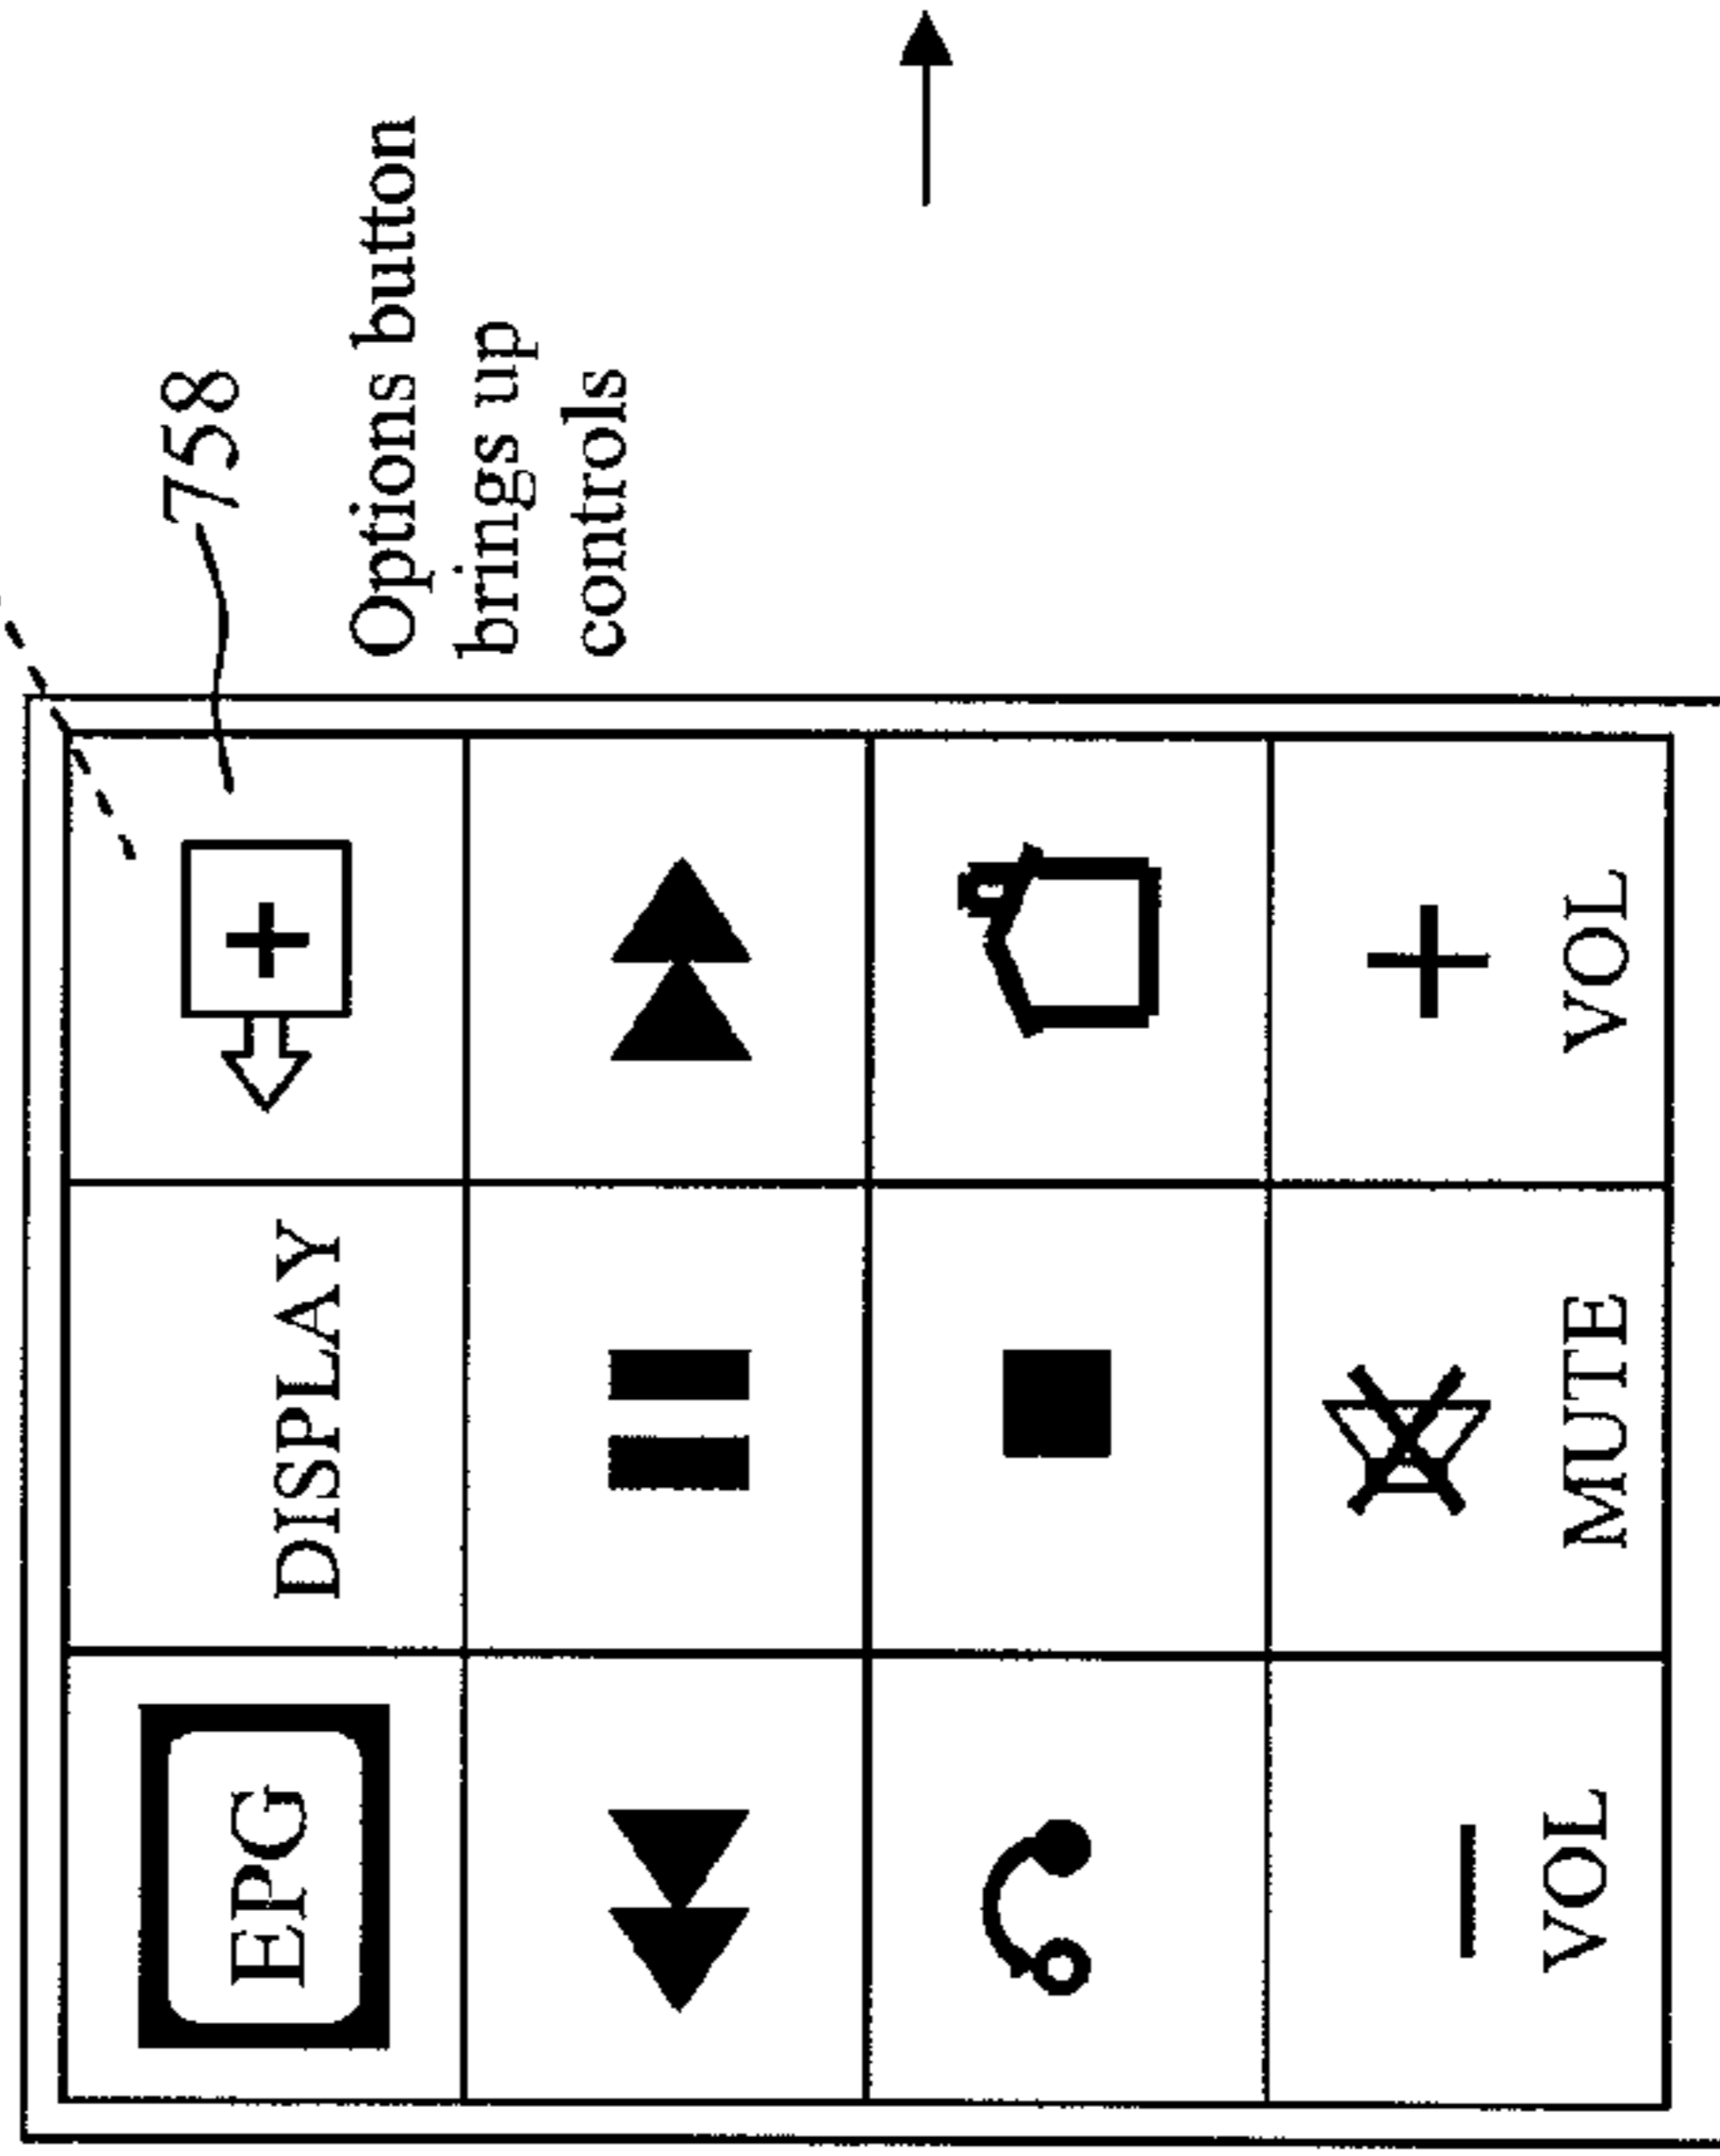 758
Options button
brings up
controls
EPG
DISPLAY
VOL
MUTE
VOL